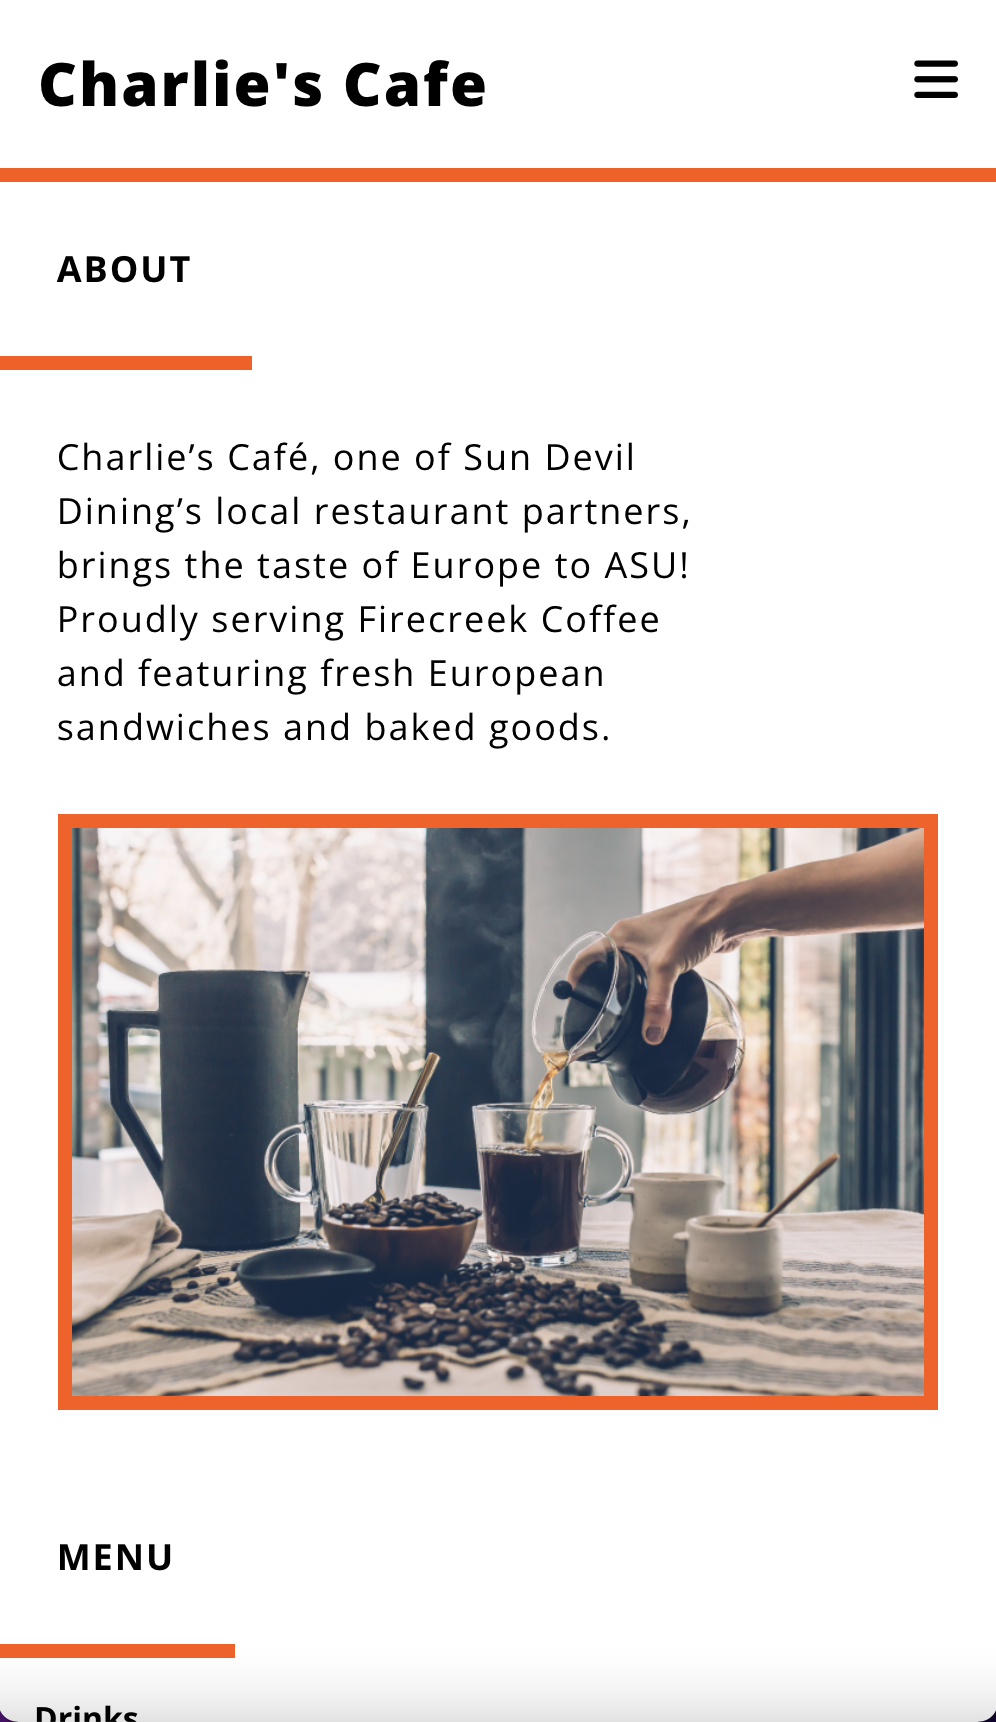 Charlie's Cafe
ABOUT
Charlie’s Café, one of Sun Devil
Dining’s local restaurant partners,
brings the taste of Europe to ASU!
Proudly serving Firecreek Coffee
and featuring fresh European
sandwiches and baked goods.
MENU
Drinks